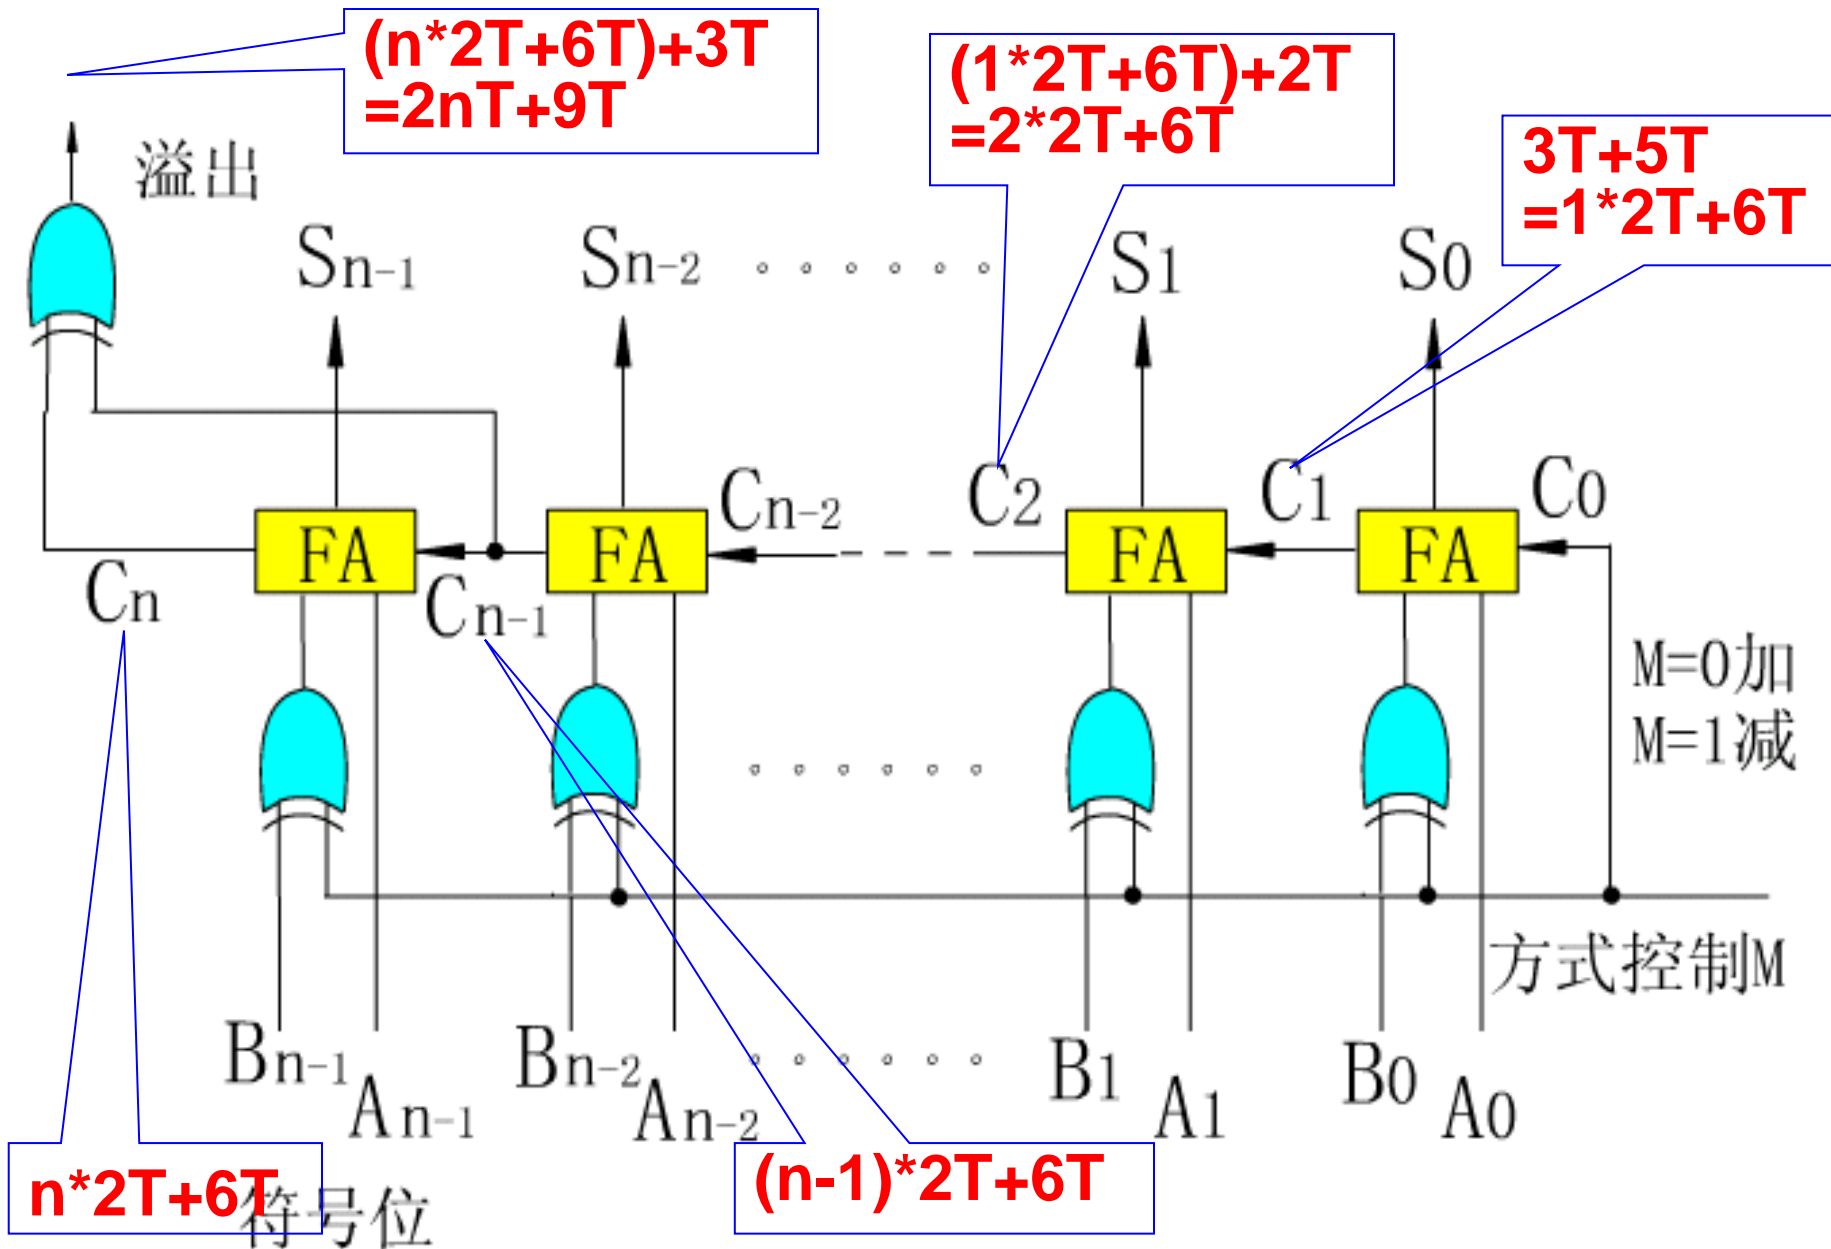 (n*2T+6T)+3T
=2nT+9T
(1*2T+6T)+2T
=2*2T+6T
3T+5T
=1*2T+6T
溢出
Sn-1
Sn-2
S1
S0
Cn-2
C2
C1
C0
FA
FA
FA
FA
Cn
Cn-1
M=0加
M=1减
方式控制M
Bn-1
An-1
Bn-2
An-2
B1
A1
B0
A0
n*2T+6T
(n-1)*2T+6T
符号位